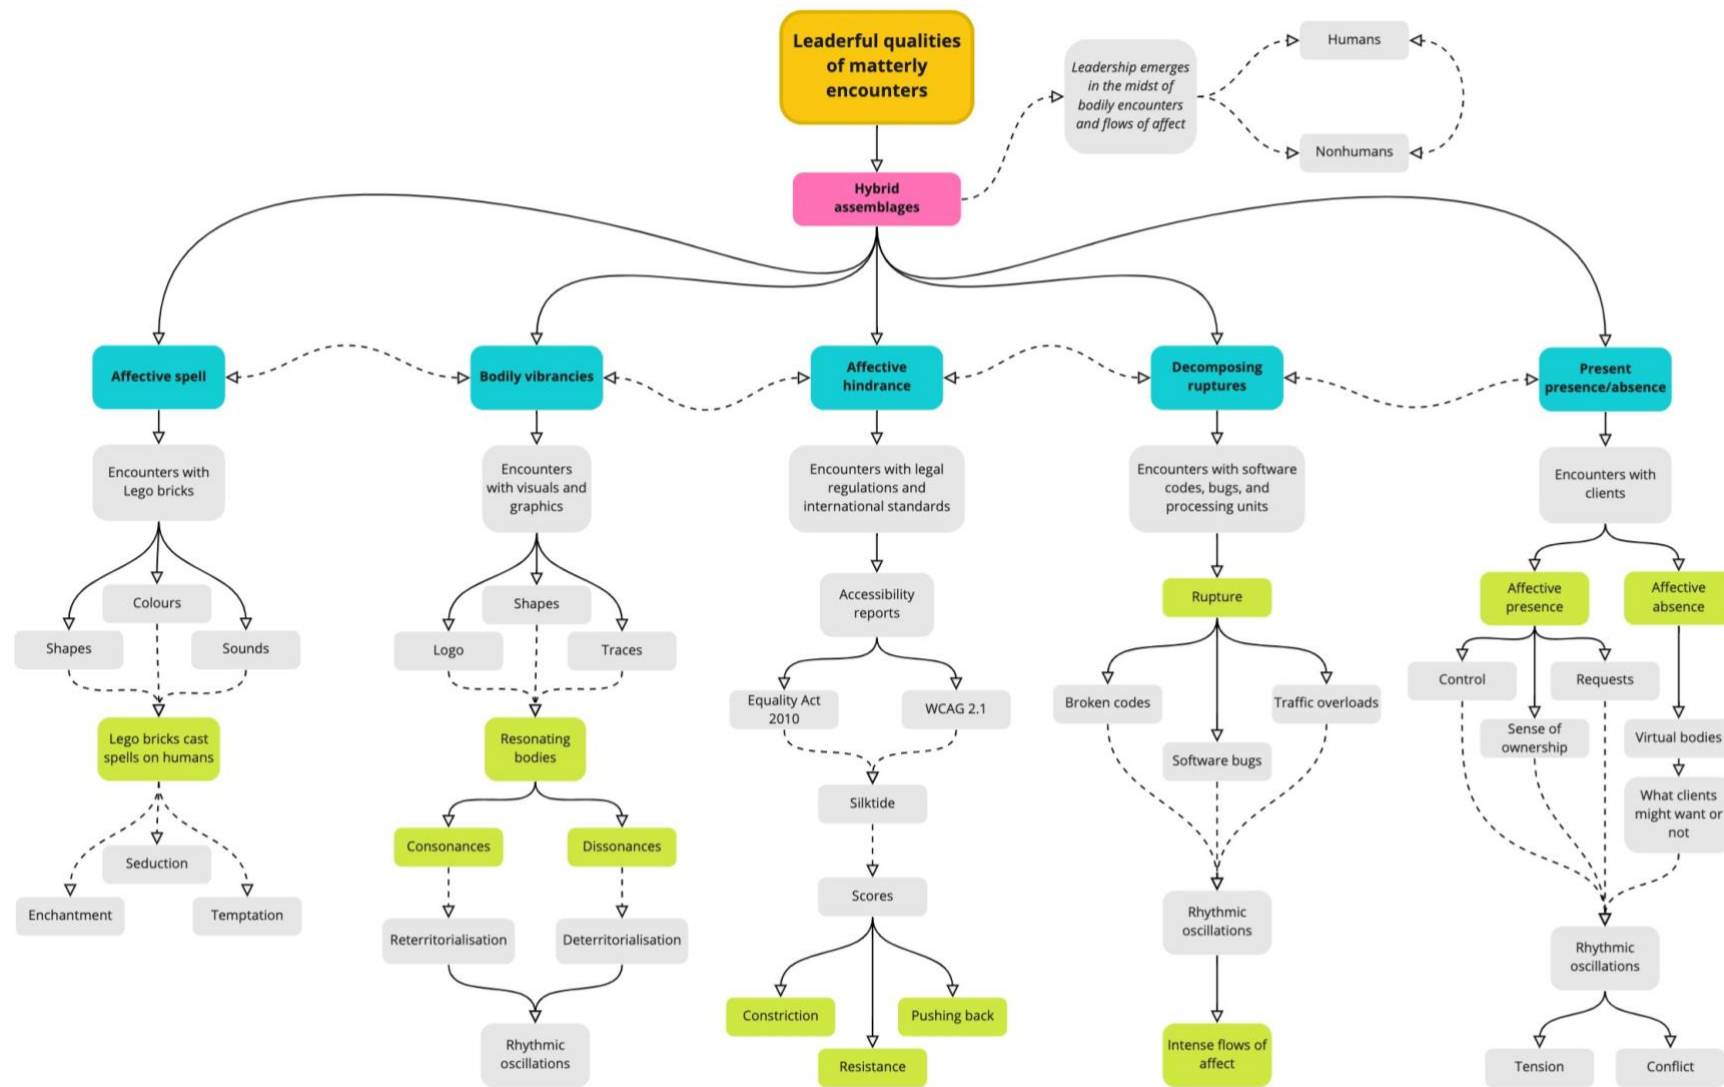 Leaderful qualities
of matterly
encounters
Leadership emerges
in the midst of
bodily encounters
and flows of affect
Humans
Nonhumans
Hybrid
assemblages
Affective spell
Bodily vibrancies
Affective
hindrance
Decomposing
ruptures
Present
presence/absence
Encounters with
Lego bricks
Shapes
Colours
Sounds
Lego bricks cast
spells on humans
Enchantment
Seduction
Temptation
Encounters
with visuals and
graphics
Logo
Shapes
Traces
Resonating
bodies
Consonances
Dissonances
Reterritorialisation
Deterritorialisation
Rhythmic
oscillations
Encounters with legal
regulations and
international standards
Accessibility
reports
Equality Act
2010
WCAG 2.1
Silktide
Scores
Constriction
Resistance
Pushing back
Encounters with software
codes, bugs, and
processing units
Rupture
Broken codes
Software bugs
Traffic overloads
Rhythmic
oscillations
Intense flows of
affect
Encounters with
clients
Affective
presence
Affective
absence
Control
Sense of
ownership
Requests
Virtual bodies
What clients
might want or
not
Rhythmic
oscillations
Tension
Conflict